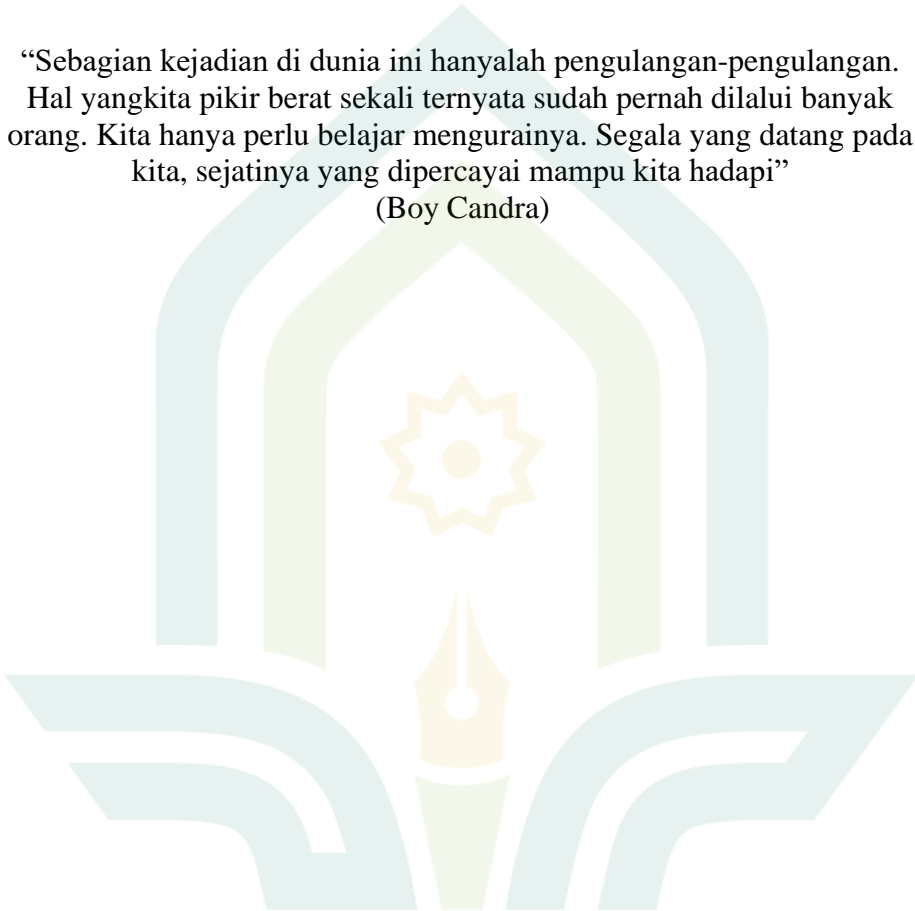 “Sebagian kejadian di dunia ini hanyalah pengulangan-pengulangan.
Hal yangkita pikir berat sekali ternyata sudah pernah dilalui banyak
orang. Kita hanya perlu belajar mengurainya. Segala yang datang pada
kita, sejatinya yang dipercayai mampu kita hadapi”
(Boy Candra)